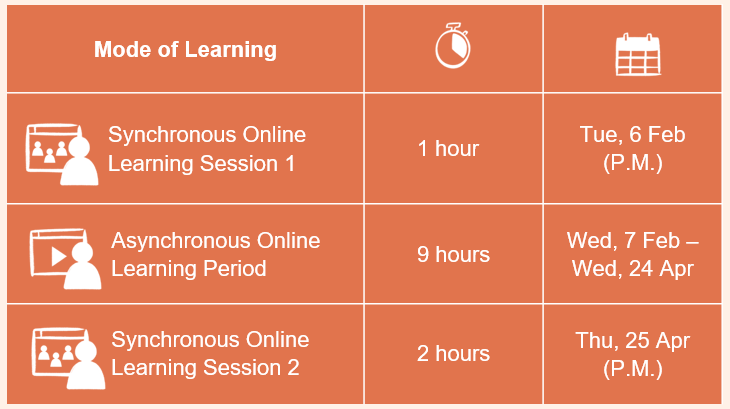 Mode of Learning
Synchronous Online
Learning Session 1
1 hour
Tue, 6 Feb
(P.M.)
Asynchronous Online
Learning Period
9 hours
Wed, 7 Feb –
Wed, 24 Apr
Synchronous Online
Learning Session 2
2 hours
Thu, 25 Apr
(P.M.)